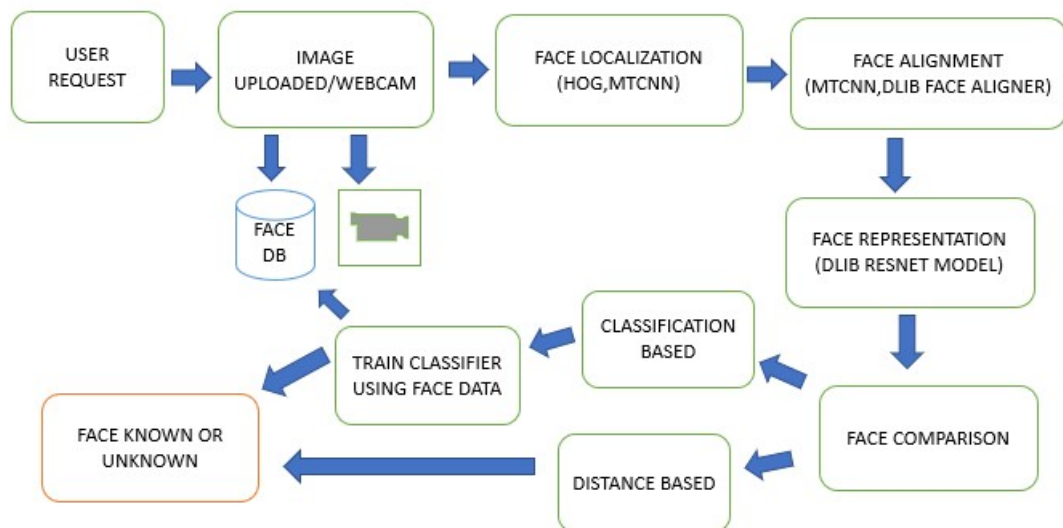 USER
REQUEST
IMAGE
UPLOADED/WEBCAM
FACE LOCALIZATION
(HOG,MTCNN)
FACE ALIGNMENT
(MTCNN,DLIB FACE ALIGNER)
FACE
DB
FACE REPRESENTATION
(DLIB RESNET MODEL)
CLASSIFICATION
BASED
TRAIN CLASSIFIER
USING FACE DATA
FACE COMPARISON
FACE KNOWN OR
UNKNOWN
DISTANCE BASED